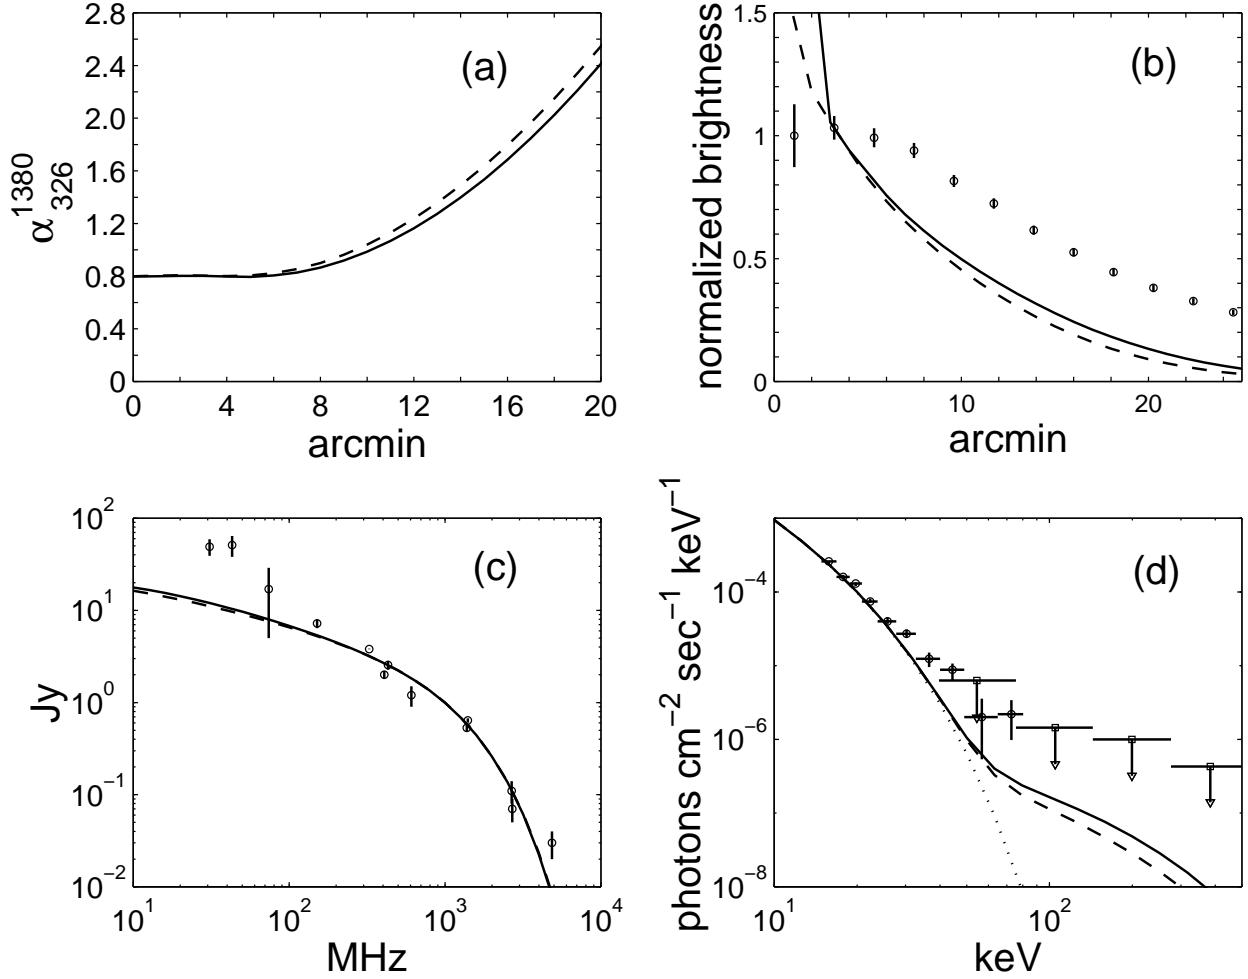 2.8
2.4
2.0
1.6
1.2
0.8
0.4
0
α 1380 326
(a)
0 4 8 12 16 20
arcmin
1.5
1
0.5
0
normalized brightness
(b)
0 10 20
arcmin
10^2
10^1
10^0
10^−1
10^−2
Jy
(c)
10^1 10^2 10^3 10^4
MHz
10^−4
10^−6
10^−8
photons cm^−2 sec^−1 keV^−1
(d)
10^1 10^2
keV